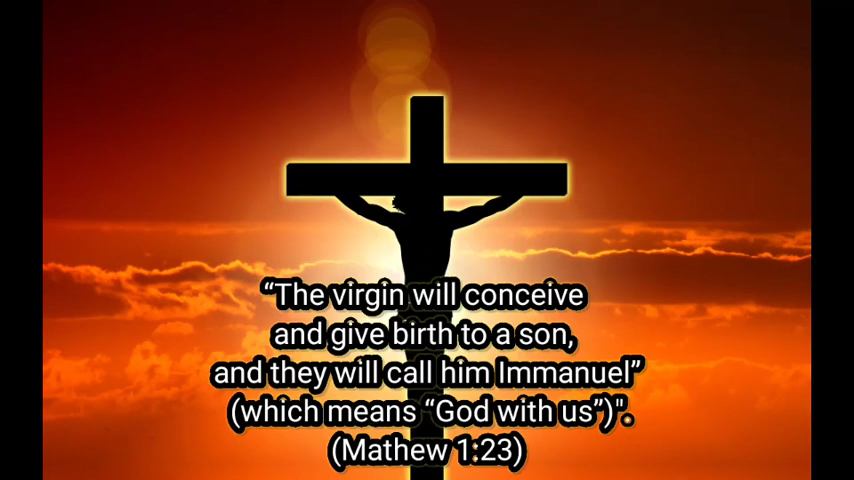 “The virgin will conceive
and give birth to a son,
and they will call him Immanuel”
(which means “God with us”)".
(Mathew 1:23)